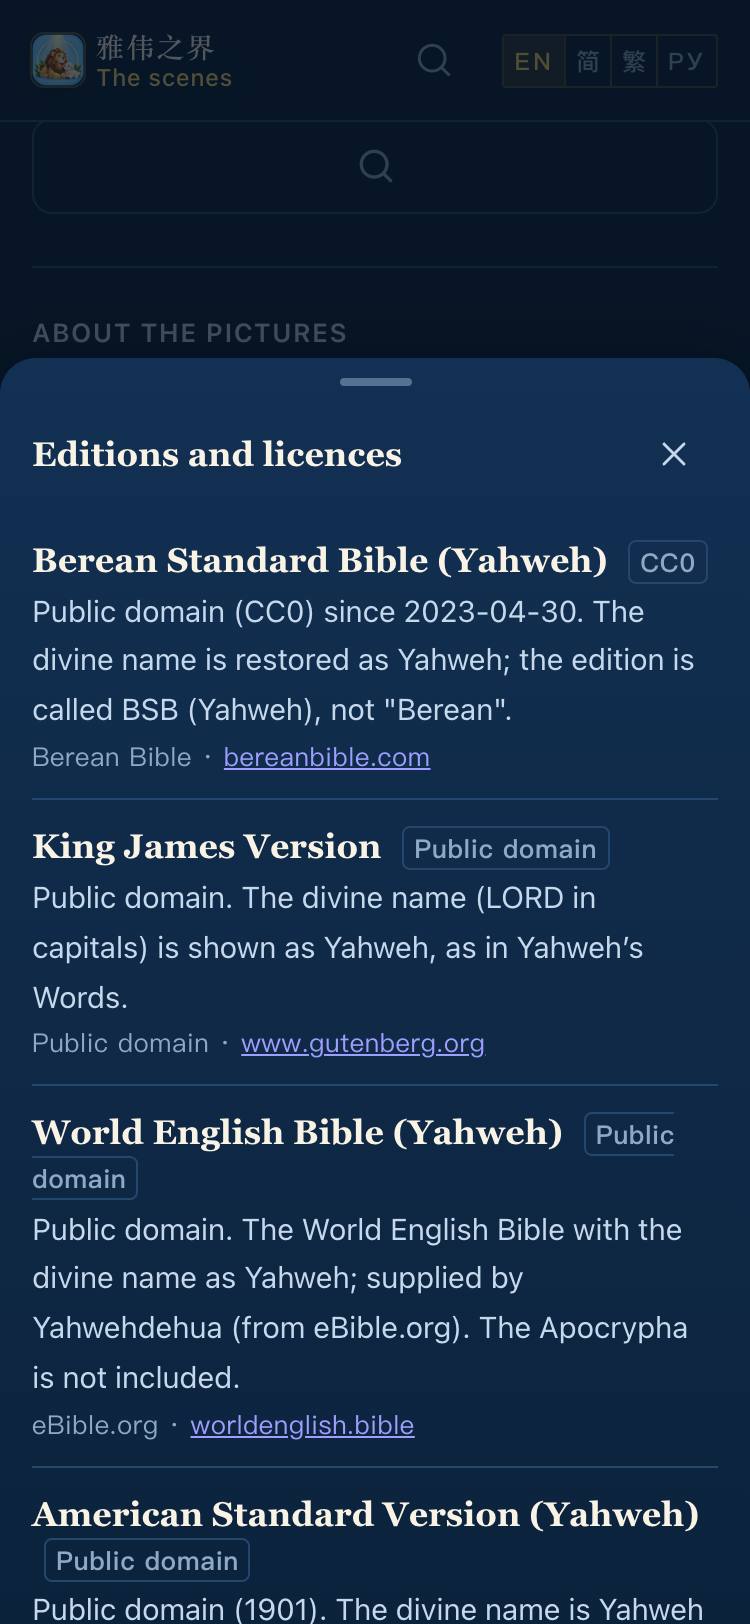 雅伟之界
The scenes
EN 简 繁 РУ
ABOUT THE PICTURES
Editions and licences
Berean Standard Bible (Yahweh) CC0
Public domain (CC0) since 2023-04-30. The
divine name is restored as Yahweh; the edition is
called BSB (Yahweh), not "Berean".
Berean Bible · bereanbible.com
King James Version Public domain
Public domain. The divine name (LORD in
capitals) is shown as Yahweh, as in Yahweh’s
Words.
Public domain · www.gutenberg.org
World English Bible (Yahweh) Public
domain
Public domain. The World English Bible with the
divine name as Yahweh; supplied by
Yahwehdehua (from eBible.org). The Apocrypha
is not included.
eBible.org · worldenglish.bible
American Standard Version (Yahweh)
Public domain
Public domain (1901). The divine name is Yahweh